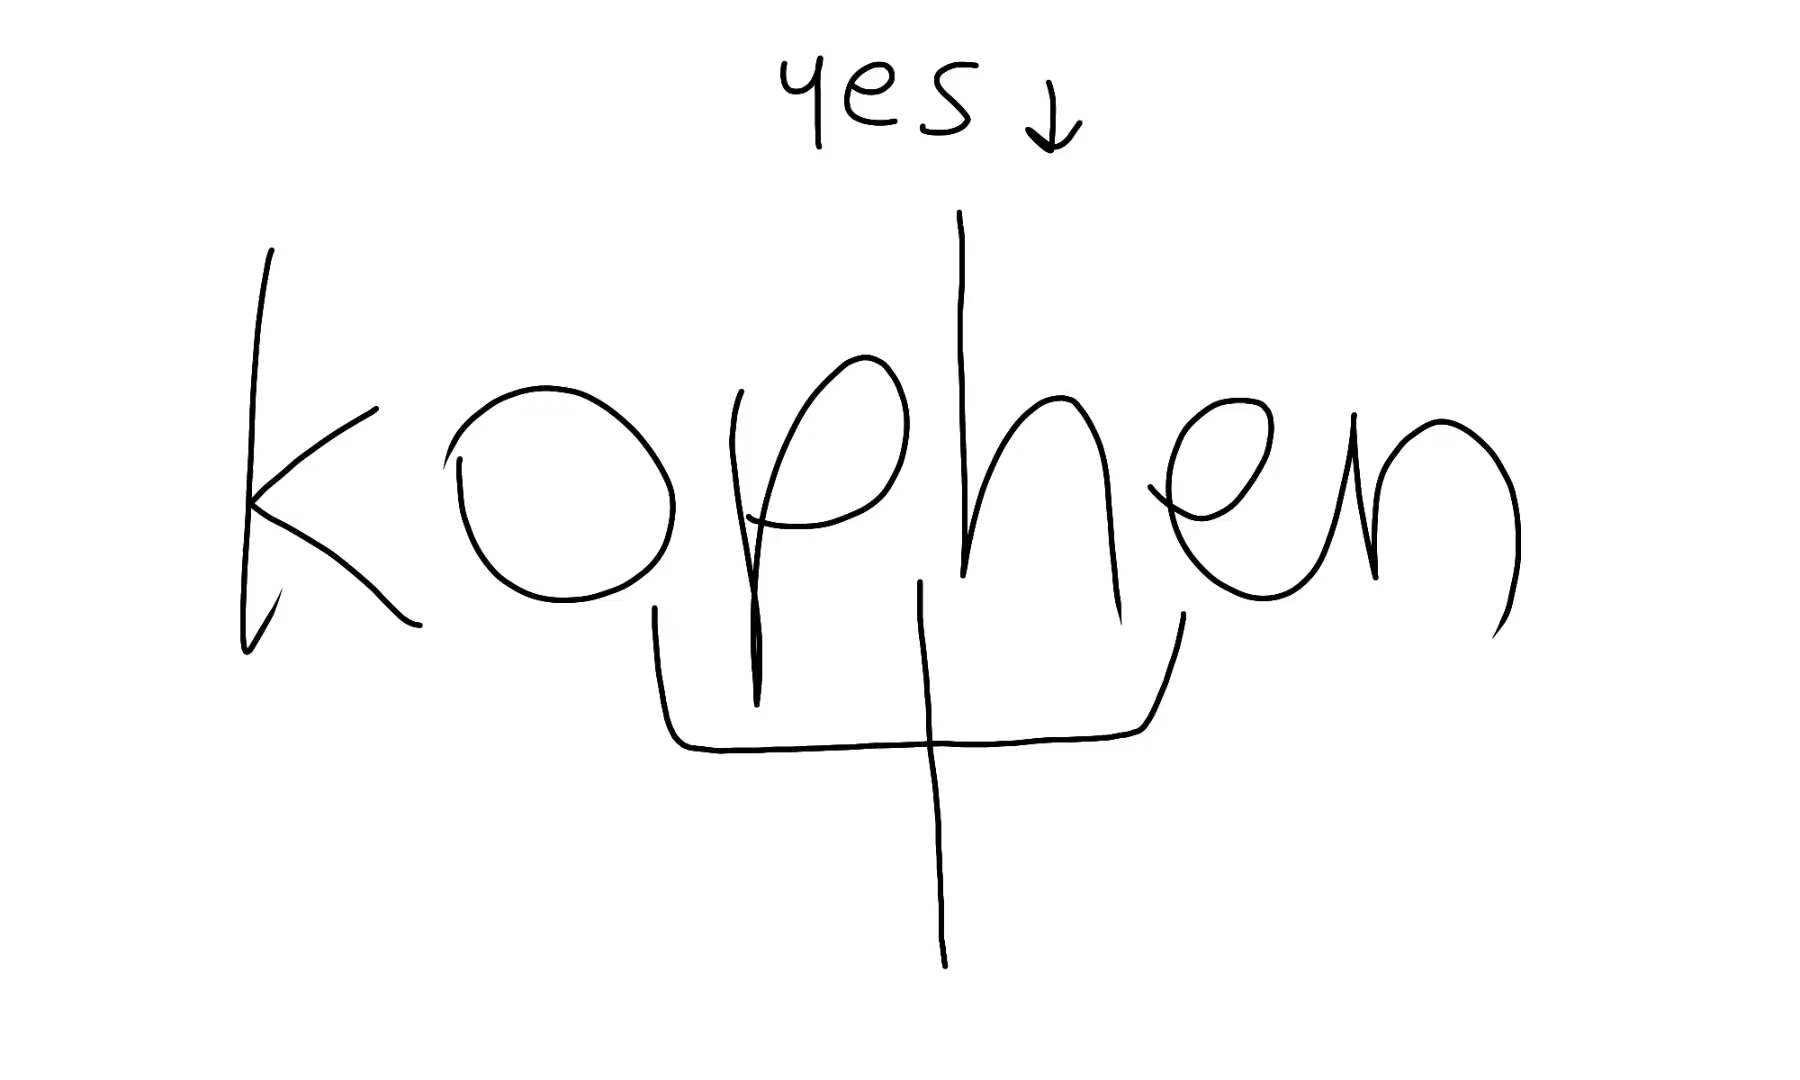 yes ↓
kophen